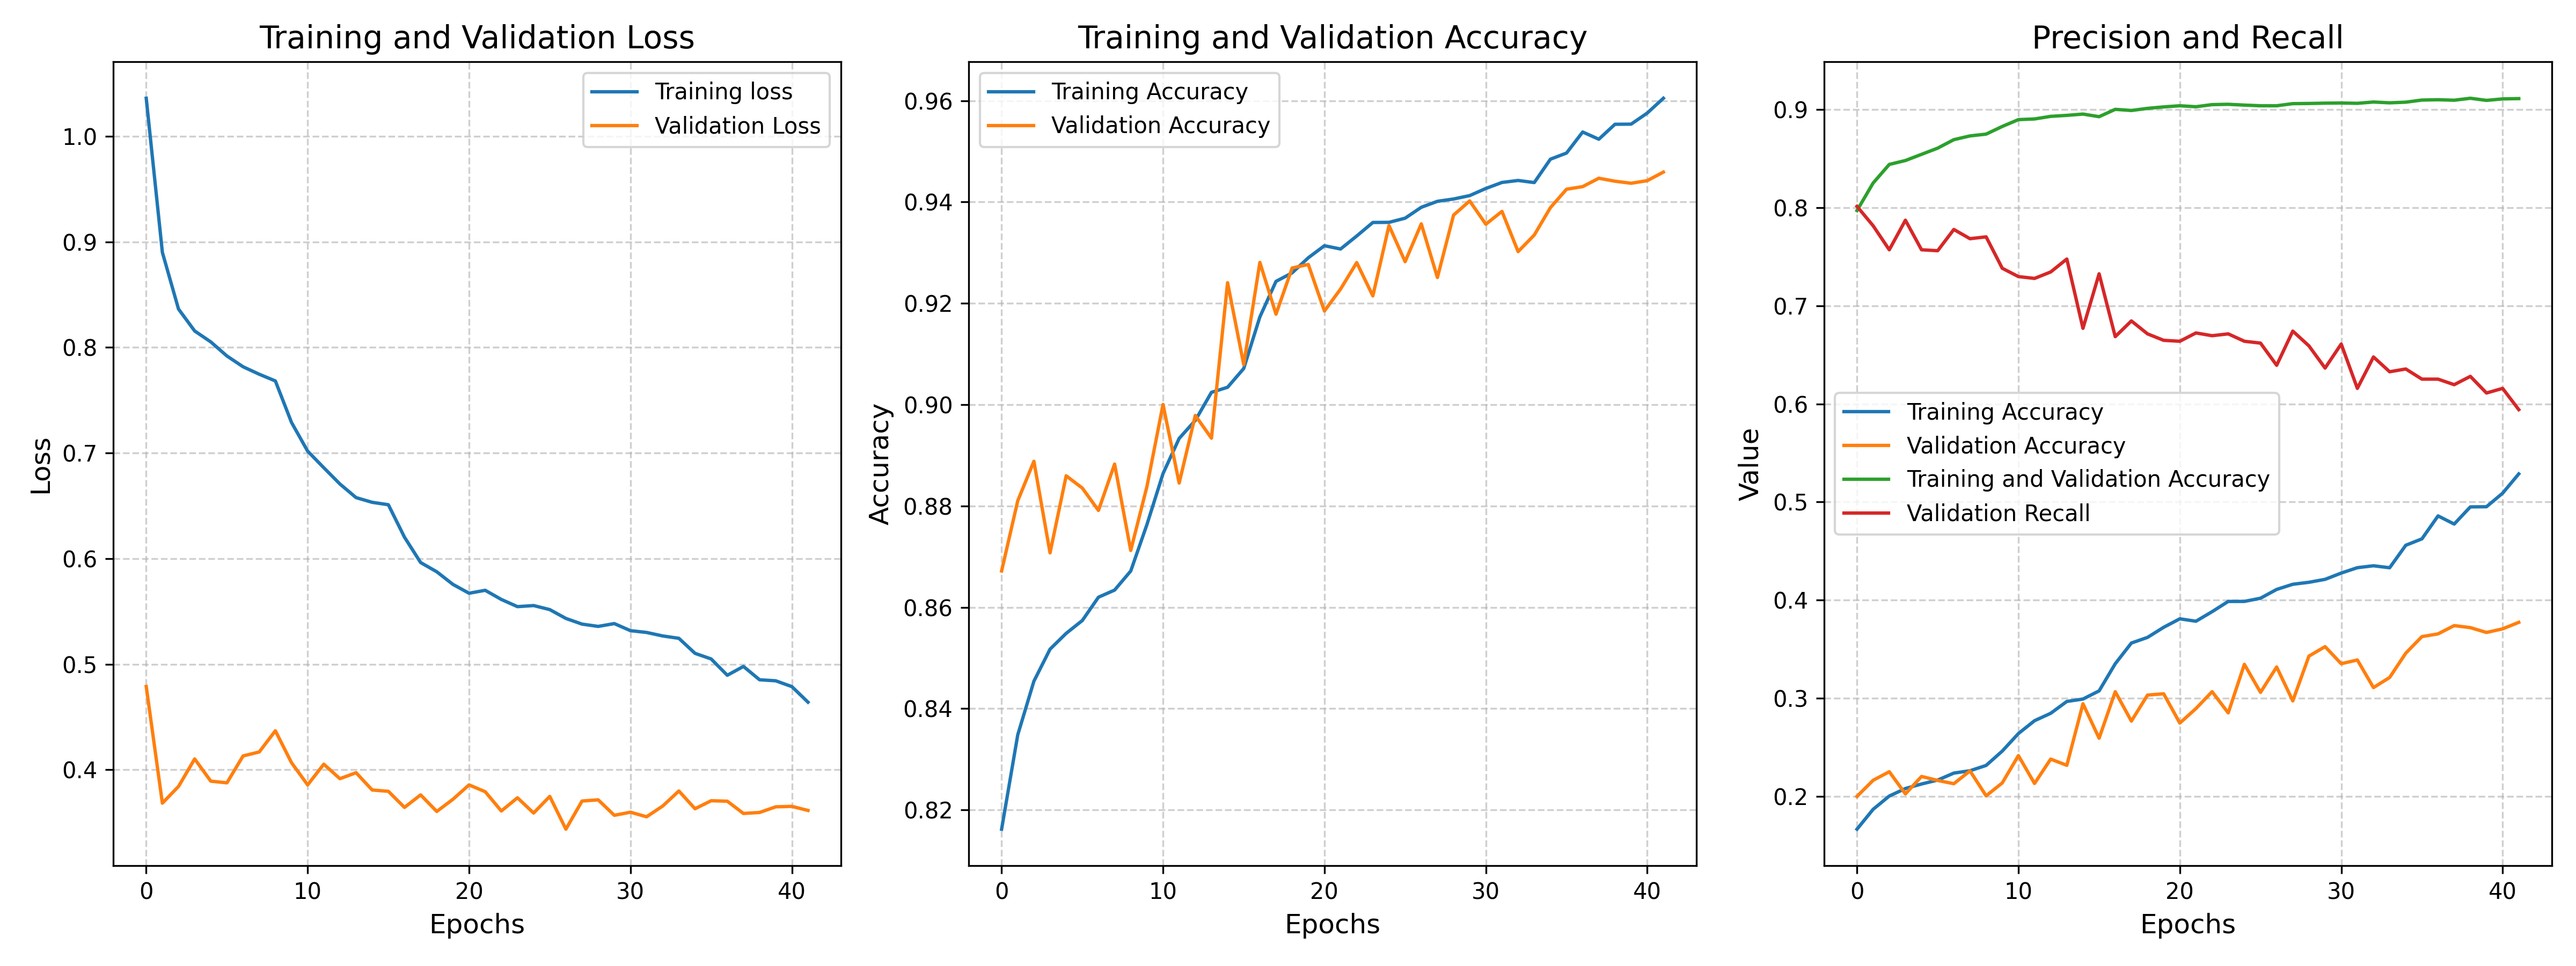 Training and Validation Loss
Training loss
Validation Loss
1.0
0.9
0.8
0.7
0.6
0.5
0.4
Loss
0
10
20
30
40
Epochs
Training and Validation Accuracy
Training Accuracy
Validation Accuracy
0.96
0.94
0.92
0.90
0.88
0.86
0.84
0.82
Accuracy
0
10
20
30
40
Epochs
Precision and Recall
0.9
0.8
0.7
0.6
0.5
0.4
0.3
0.2
Value
Training Accuracy
Validation Accuracy
Training and Validation Accuracy
Validation Recall
0
10
20
30
40
Epochs